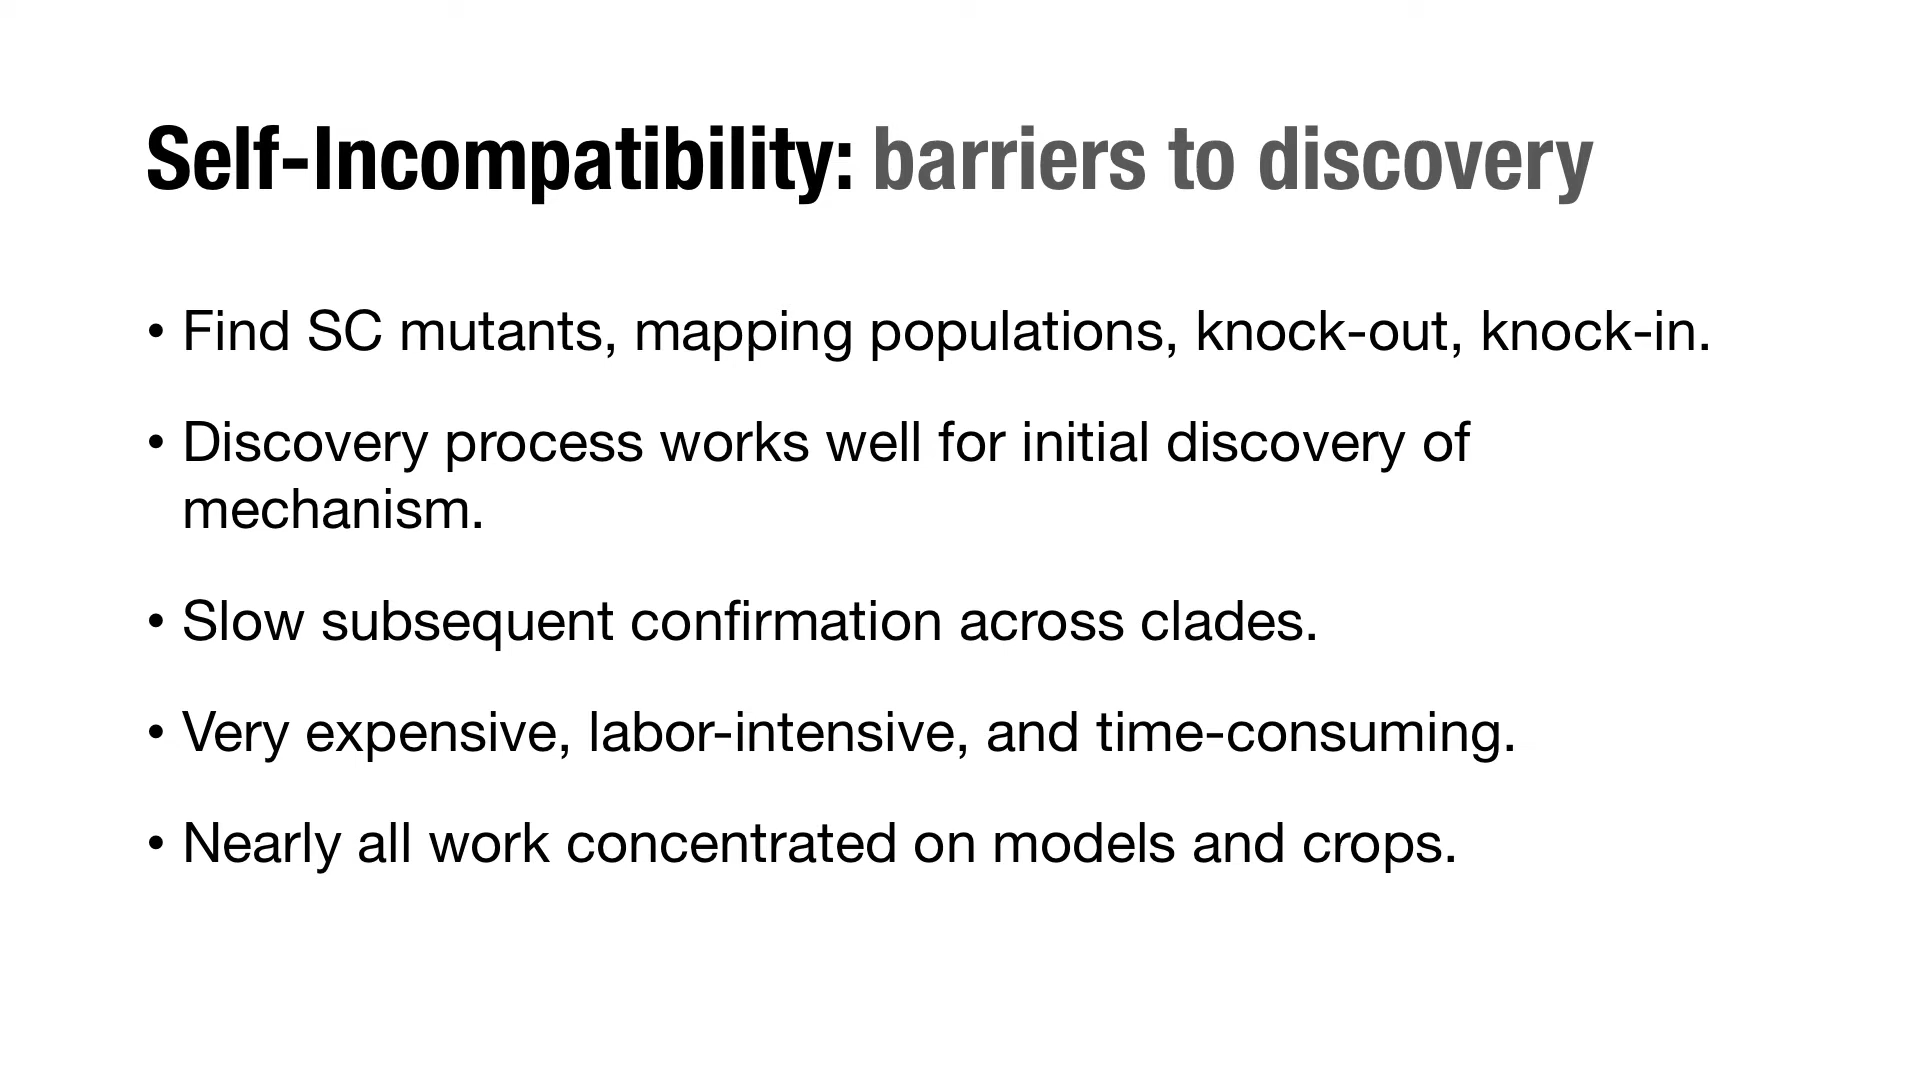 Self-Incompatibility: barriers to discovery
• Find SC mutants, mapping populations, knock-out, knock-in.
• Discovery process works well for initial discovery of
mechanism.
• Slow subsequent confirmation across clades.
• Very expensive, labor-intensive, and time-consuming.
• Nearly all work concentrated on models and crops.